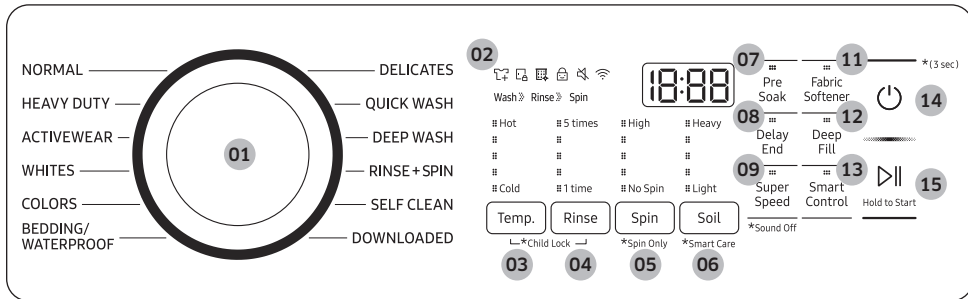 NORMAL
HEAVY DUTY
ACTIVEWEAR
WHITES
COLORS
BEDDING/
WATERPROOF
01
DELICATES
QUICK WASH
DEEP WASH
RINSE+SPIN
SELF CLEAN
DOWNLOADED
02
Wash Rinse Spin
18:88
Hot 5 times High Heavy
Cold 1 time No Spin Light
Temp. Rinse Spin Soil
*Child Lock *Spin Only *Smart Care
03 04 05 06
07 11
Pre
Soak
Fabric
Softener
08 12
Delay
End
Deep
Fill
09 13
Super
Speed
Smart
Control
*Sound Off
*(3 sec)
14
15
Hold to Start